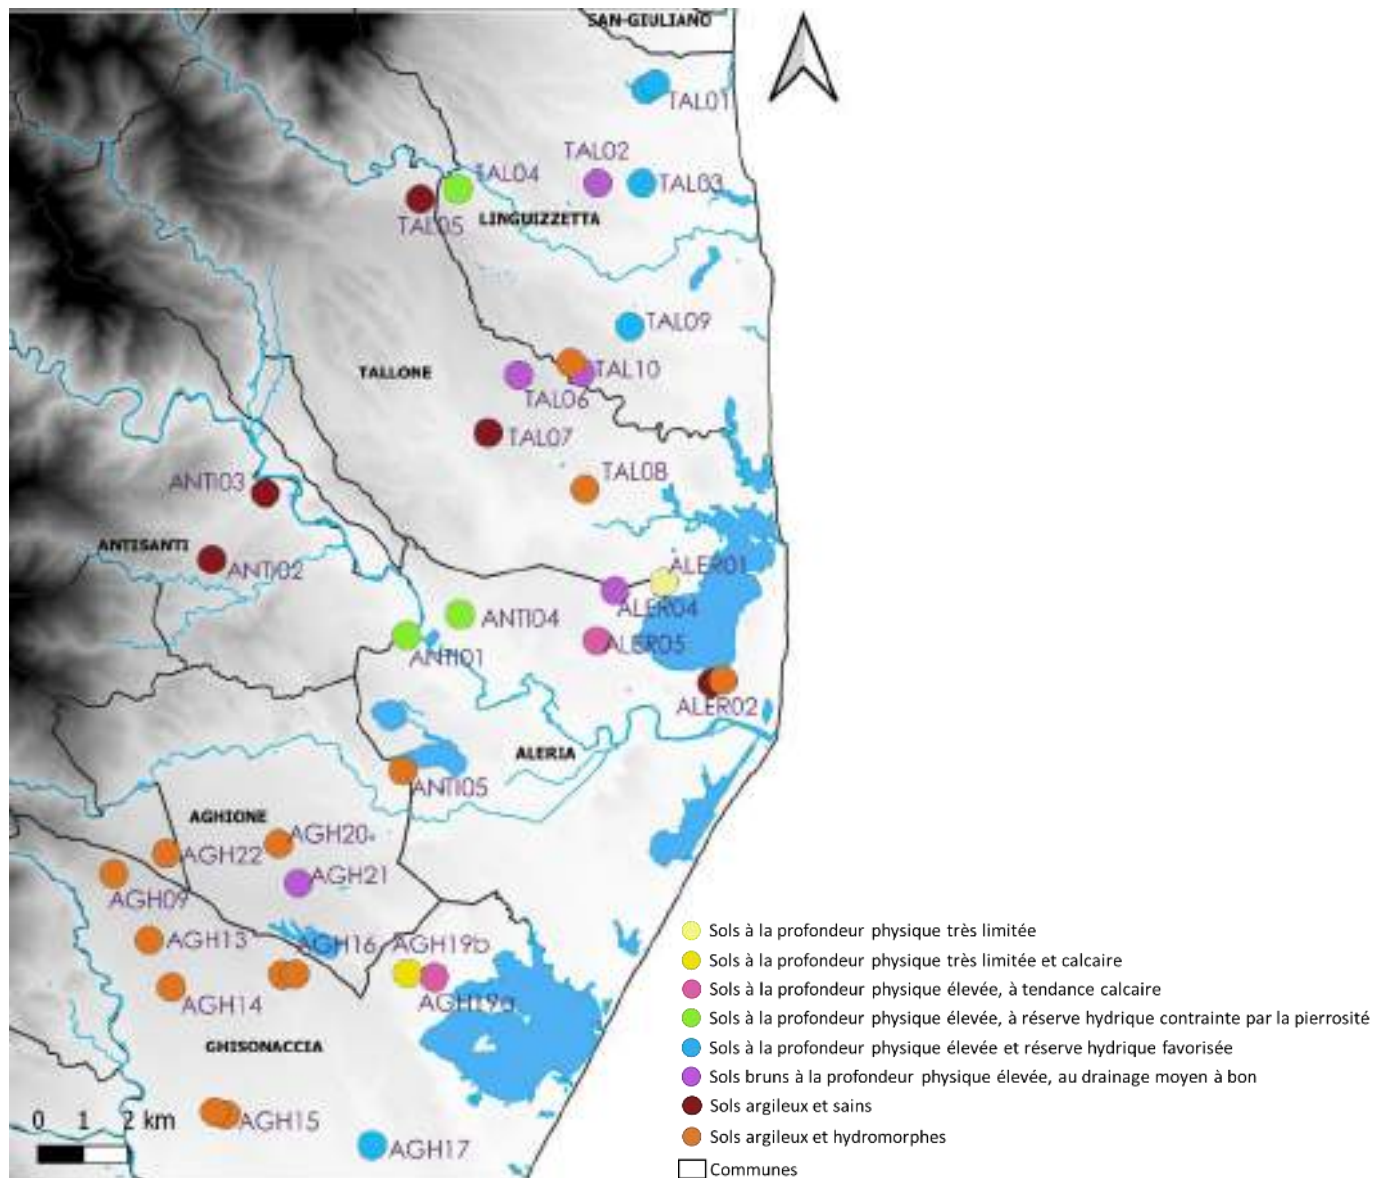 SAN-GIULIANO
TAL01
TAL02
TAL04
TAL03
TAL05
LINGUIZZETTA
TAL09
TALLONE
TAL10
TAL06
TAL07
TAL08
ANTI03
ANTISANTI
ANTI02
ALER01
ALER04
ANTI04
ALER05
ANTI01
ALER02
ALERIA
ANTI05
AGHIONE
AGH20
AGH22
AGH21
AGH09
AGH13
AGH16
AGH19b
AGH14
AGH19a
GHISONACCIA
AGH15
AGH17
0 1 2 km
Sols à la profondeur physique très limitée
Sols à la profondeur physique très limitée et calcaire
Sols à la profondeur physique élevée, à tendance calcaire
Sols à la profondeur physique élevée, à réserve hydrique contrainte par la pierrosité
Sols à la profondeur physique élevée et réserve hydrique favorisée
Sols bruns à la profondeur physique élevée, au drainage moyen à bon
Sols argileux et sains
Sols argileux et hydromorphes
Communes